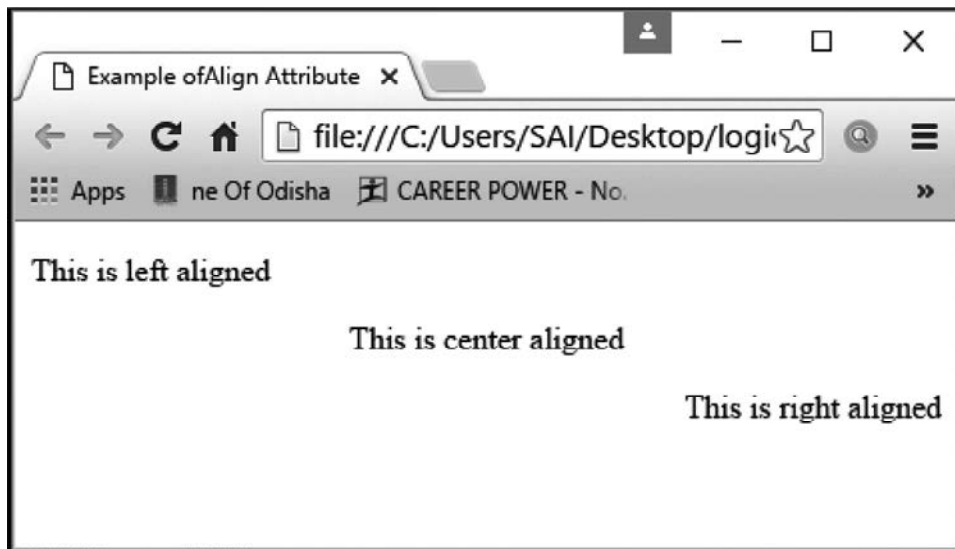 Example ofAlign Attribute
file:///C:/Users/SAI/Desktop/logi
Apps ne Of Odisha CAREER POWER - No.
This is left aligned
This is center aligned
This is right aligned